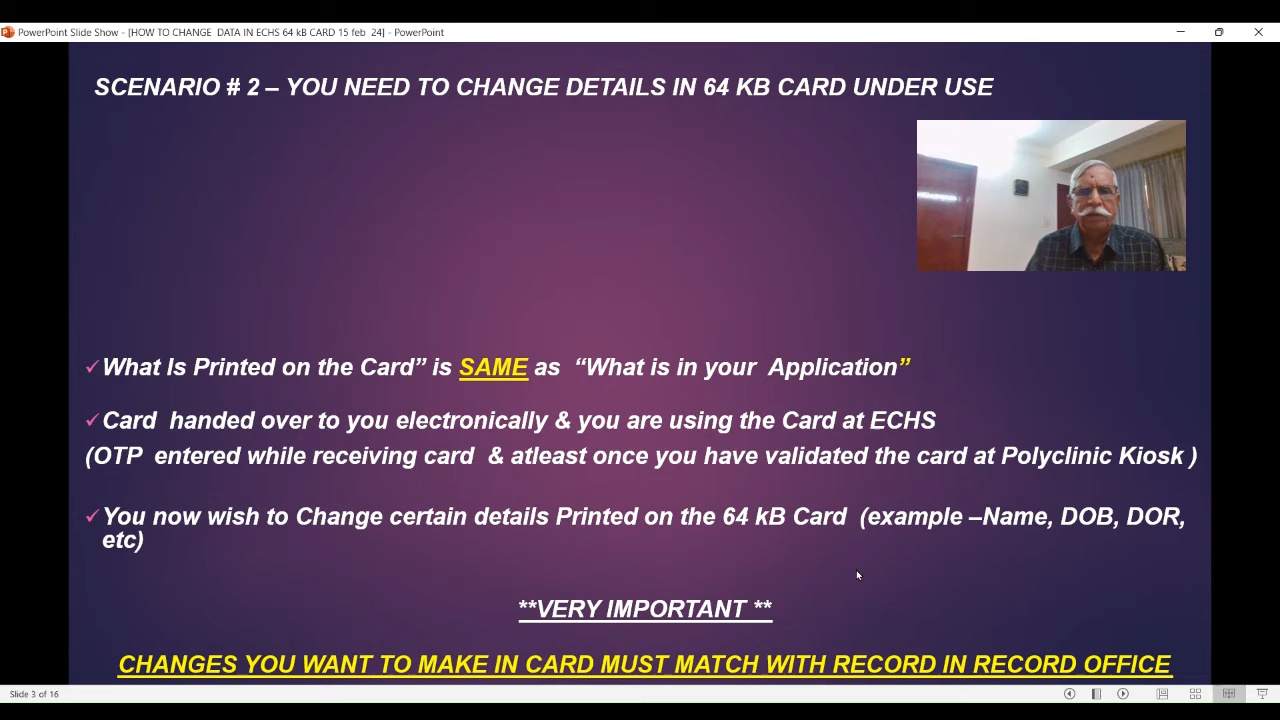 PowerPoint Slide Show - [HOW TO CHANGE DATA IN ECHS 64 kB CARD 15 feb 24] - PowerPoint
SCENARIO # 2 – YOU NEED TO CHANGE DETAILS IN 64 KB CARD UNDER USE
✓What Is Printed on the Card” is SAME as “What is in your Application”
✓Card handed over to you electronically & you are using the Card at ECHS
(OTP entered while receiving card & atleast once you have validated the card at Polyclinic Kiosk )
✓You now wish to Change certain details Printed on the 64 kB Card (example –Name, DOB, DOR,
etc)
**VERY IMPORTANT **
CHANGES YOU WANT TO MAKE IN CARD MUST MATCH WITH RECORD IN RECORD OFFICE
Slide 3 of 16